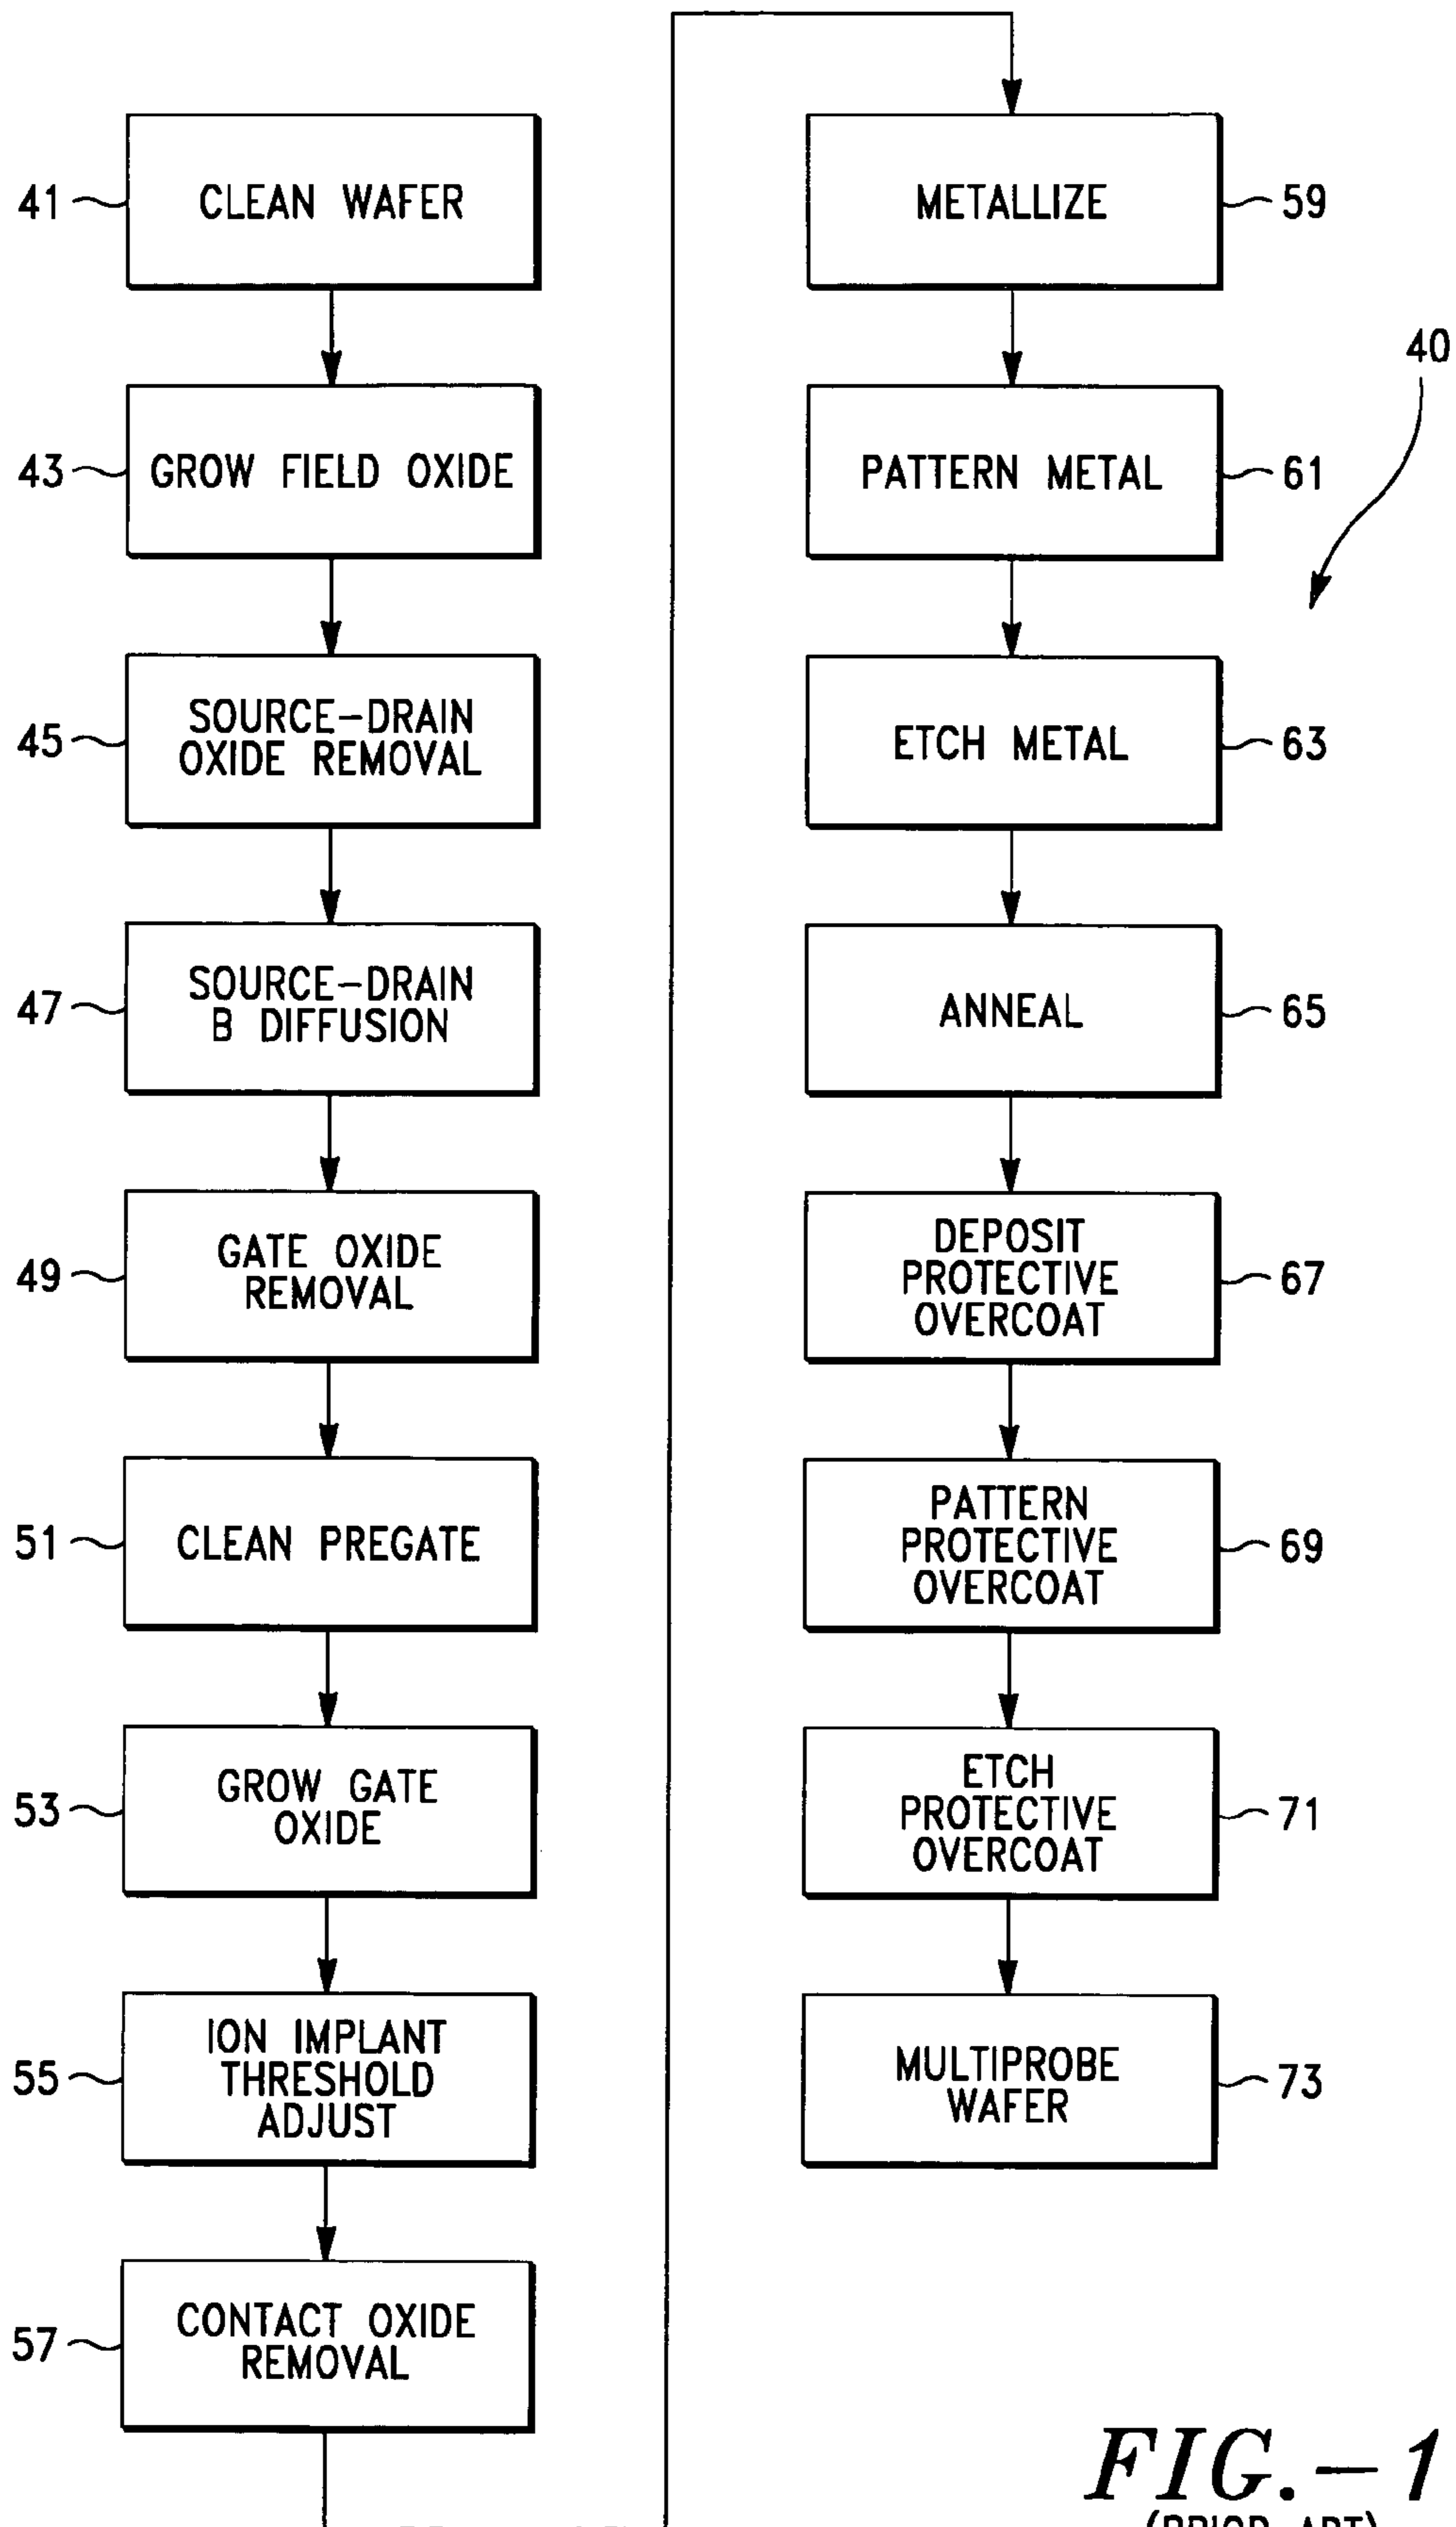 41
CLEAN WAFER
43
GROW FIELD OXIDE
45
SOURCE-DRAIN
OXIDE REMOVAL
47
SOURCE-DRAIN
B DIFFUSION
49
GATE OXIDE
REMOVAL
51
CLEAN PREGATE
53
GROW GATE
OXIDE
55
ION IMPLANT
THRESHOLD
ADJUST
57
CONTACT OXIDE
REMOVAL
METALLIZE
59
40
PATTERN METAL
61
ETCH METAL
63
ANNEAL
65
DEPOSIT
PROTECTIVE
OVERCOAT
67
PATTERN
PROTECTIVE
OVERCOAT
69
ETCH
PROTECTIVE
OVERCOAT
71
MULTIPROBE
WAFER
73
FIG.-1
(PRIOR ART)